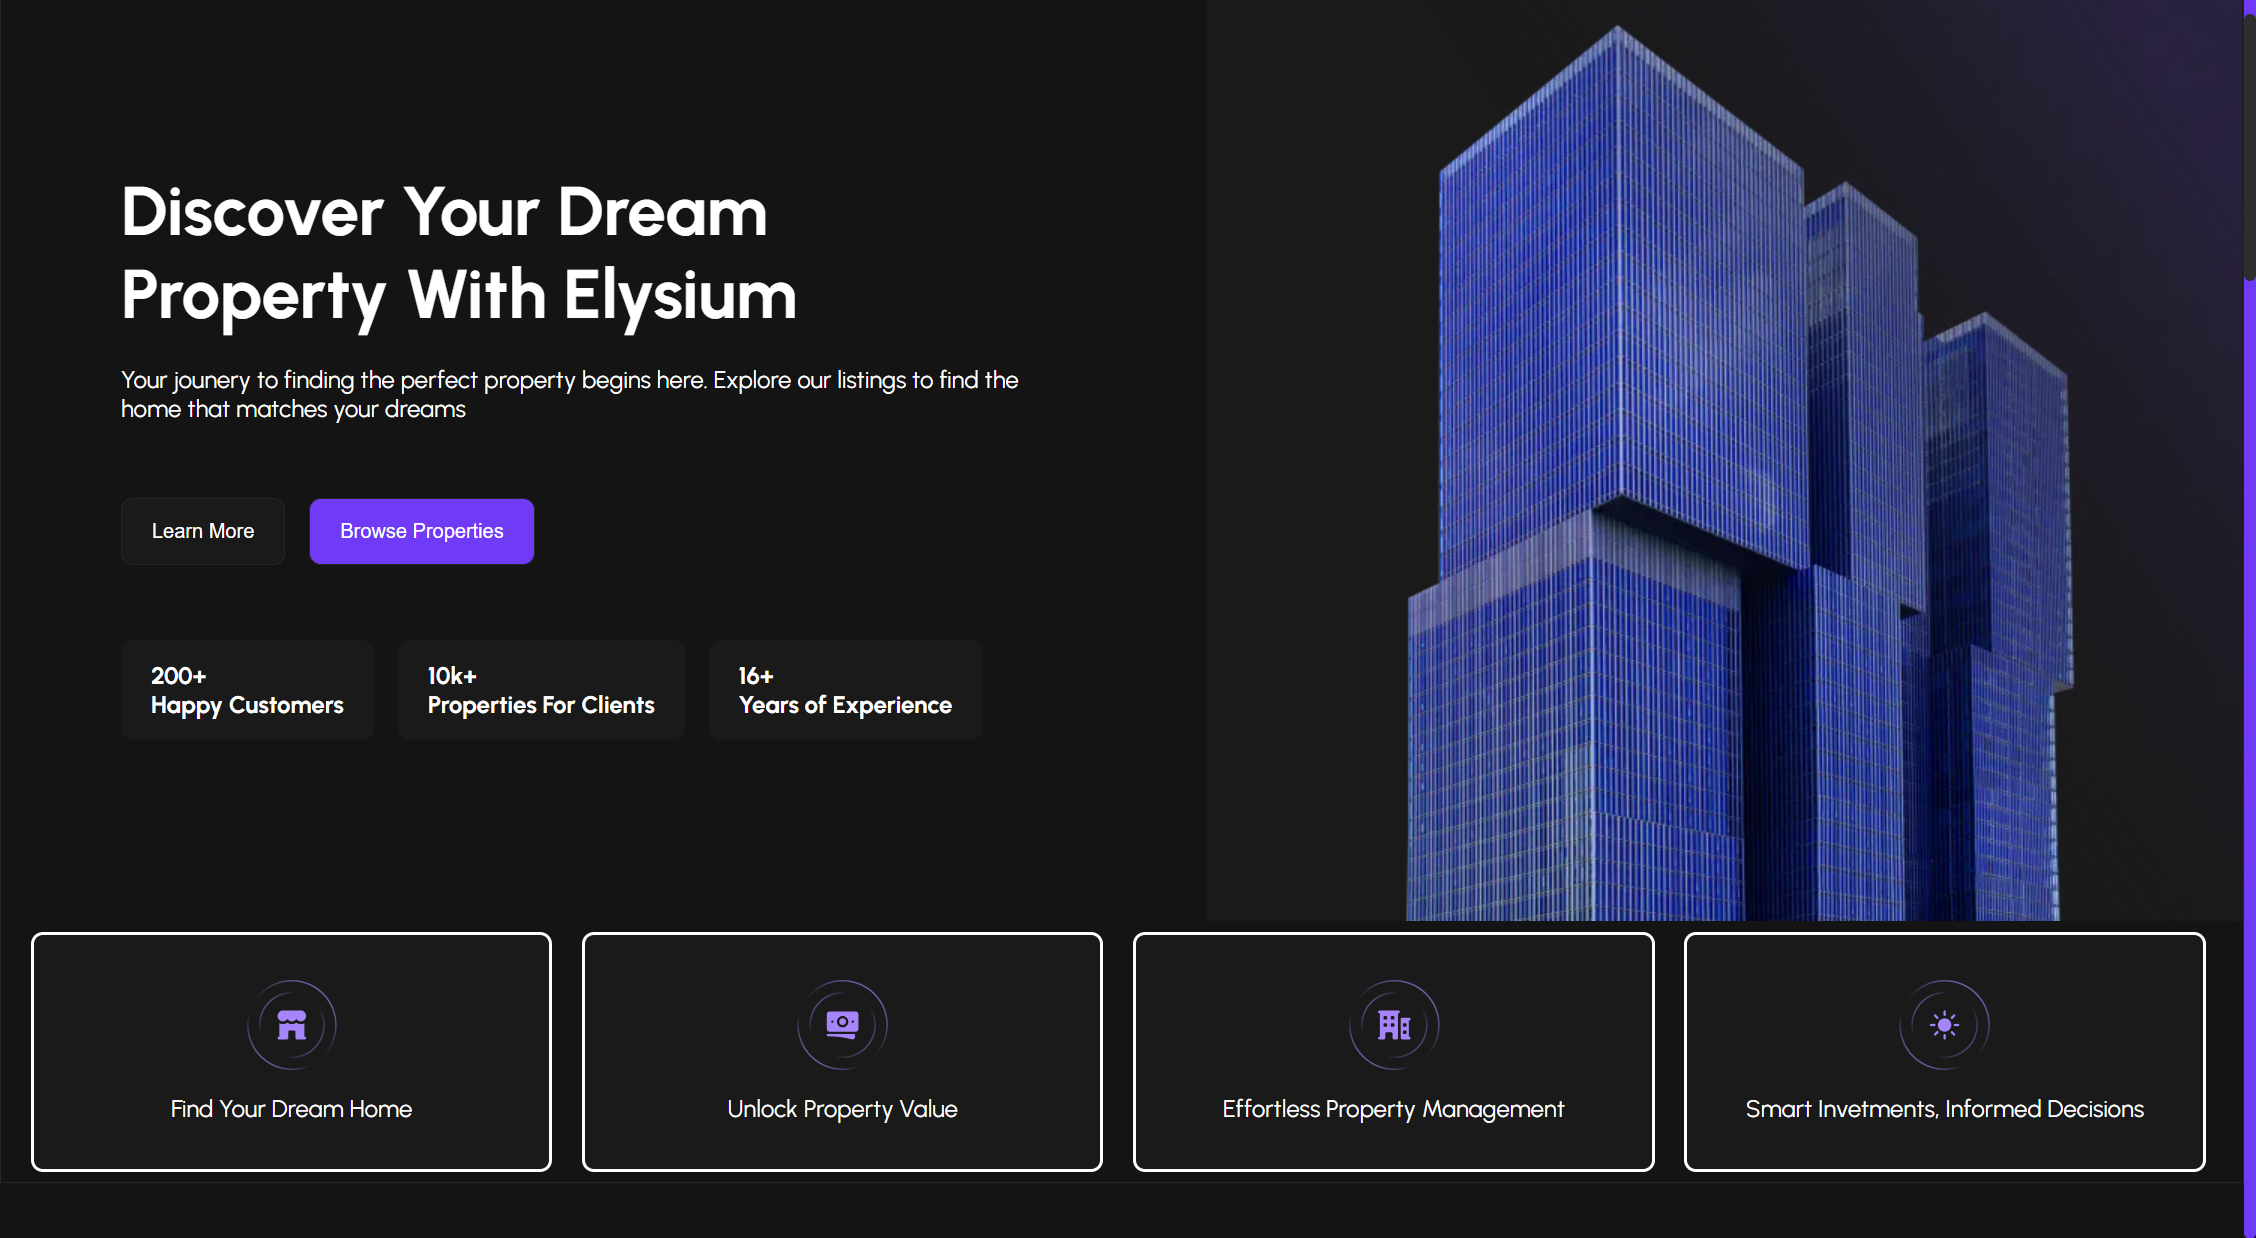 Discover Your Dream
Property With Elysium
Your jounery to finding the perfect property begins here. Explore our listings to find the
home that matches your dreams
Learn More
Browse Properties
200+
Happy Customers
10k+
Properties For Clients
16+
Years of Experience
Find Your Dream Home
Unlock Property Value
Effortless Property Management
Smart Invetments, Informed Decisions